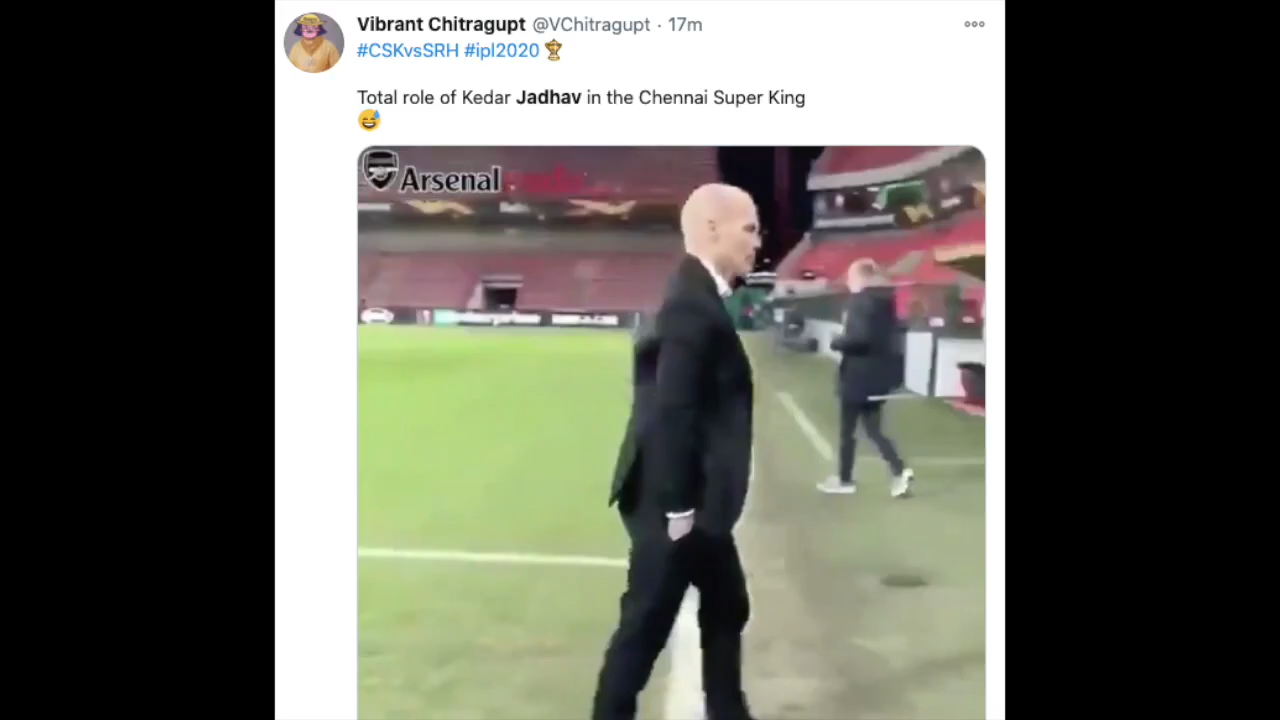 Vibrant Chitragupt @VChitragupt · 17m
#CSKvsSRH #ipl2020 🏆
Total role of Kedar Jadhav in the Chennai Super King
😅
Arsenal